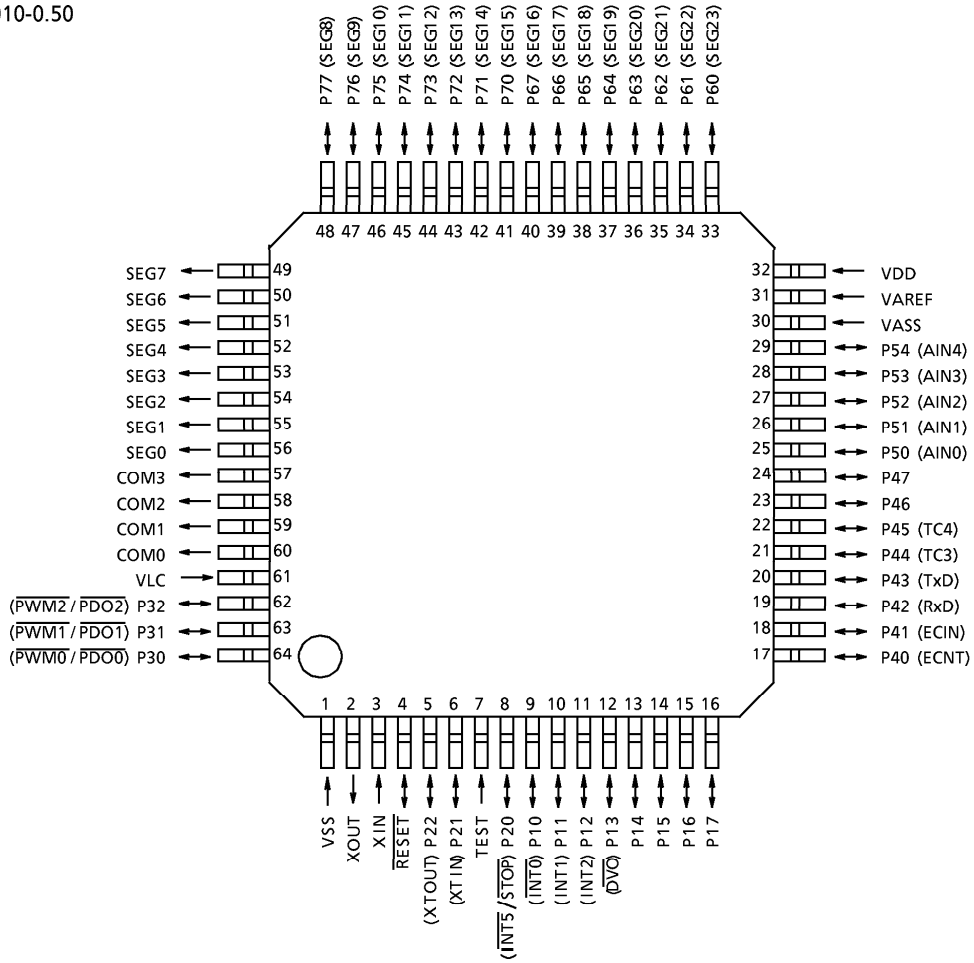 010-0.50
P77 (SEG8)
P76 (SEG9)
P75 (SEG10)
P74 (SEG11)
P73 (SEG12)
P72 (SEG13)
P71 (SEG14)
P70 (SEG15)
P67 (SEG16)
P66 (SEG17)
P65 (SEG18)
P64 (SEG19)
P63 (SEG20)
P62 (SEG21)
P61 (SEG22)
P60 (SEG23)
48 47 46 45 44 43 42 41 40 39 38 37 36 35 34 33
SEG7 49 32 VDD
SEG6 50 31 VAREF
SEG5 51 30 VASS
SEG4 52 29 P54 (AIN4)
SEG3 53 28 P53 (AIN3)
SEG2 54 27 P52 (AIN2)
SEG1 55 26 P51 (AIN1)
SEG0 56 25 P50 (AIN0)
COM3 57 24 P47
COM2 58 23 P46
COM1 59 22 P45 (TC4)
COM0 60 21 P44 (TC3)
VLC 61 20 P43 (TxD)
(PWM2/PDO2) P32 62 19 P42 (RxD)
(PWM1/PDO1) P31 63 18 P41 (ECIN)
(PWM0/PDO0) P30 64 17 P40 (ECNT)
1 2 3 4 5 6 7 8 9 10 11 12 13 14 15 16
VSS
XOUT
XIN
RESET
(XTOUT) P22
(XTIN) P21
TEST
(INT5/STOP) P20
(INT0) P10
(INT1) P11
(INT2) P12
(DVO) P13
P14
P15
P16
P17